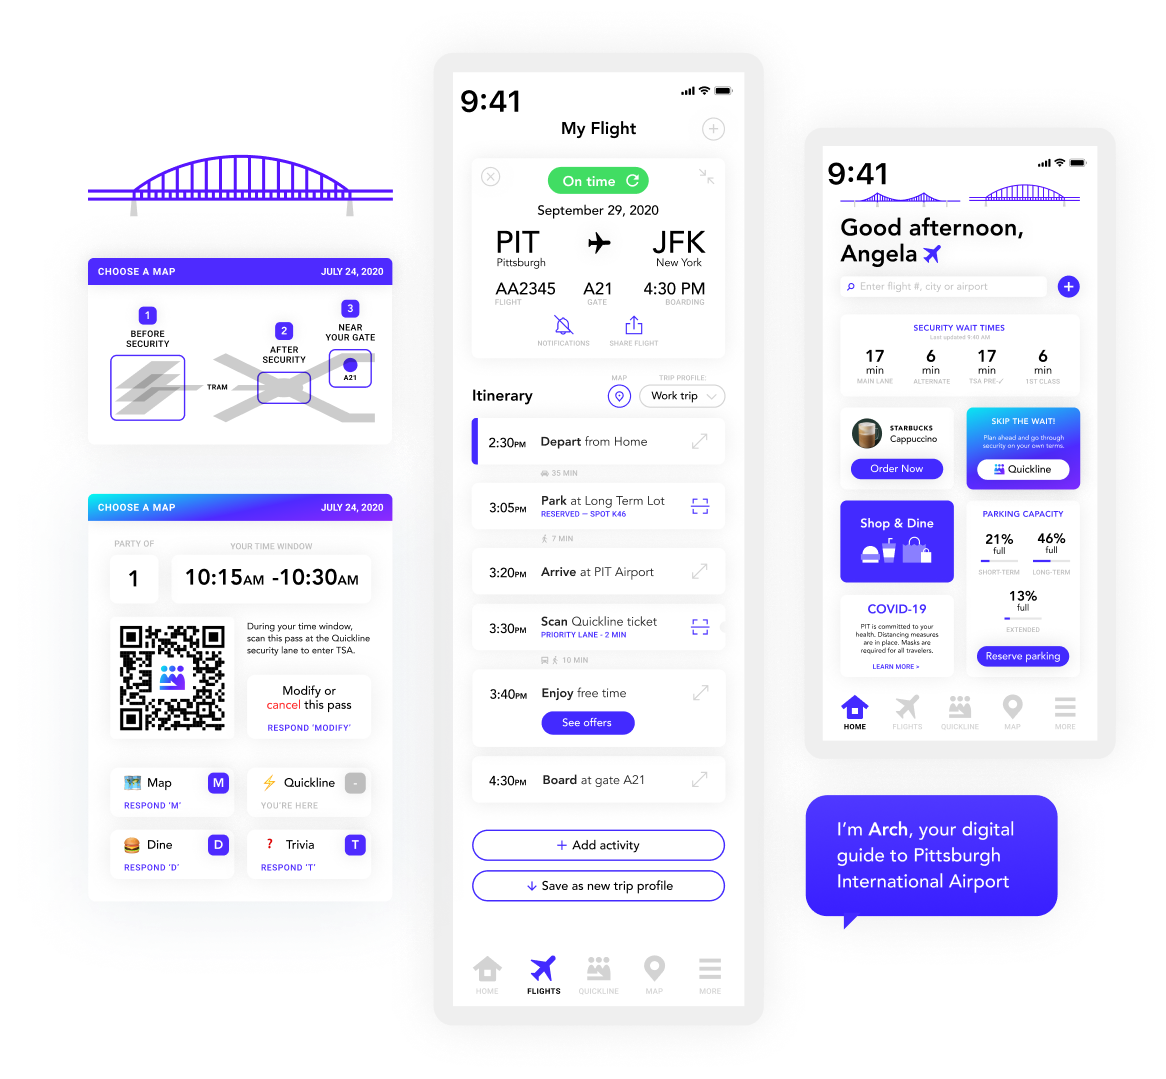 CHOOSE A MAP
JULY 24, 2020
1
BEFORE
SECURITY
TRAM
2
AFTER
SECURITY
3
NEAR
YOUR GATE
A21
CHOOSE A MAP
JULY 24, 2020
PARTY OF
1
YOUR TIME WINDOW
10:15AM -10:30AM
During your time window,
scan this pass at the Quickline
security lane to enter TSA.
Modify or
cancel this pass
RESPOND ‘MODIFY’
Map
M
RESPOND ‘M’
Quickline
-
YOU’RE HERE
Dine
D
RESPOND ‘D’
?
Trivia
T
RESPOND ‘T’
9:41
My Flight
On time
September 29, 2020
PIT
JFK
Pittsburgh
New York
AA2345
A21
4:30 PM
FLIGHT
GATE
BOARDING
NOTIFICATIONS
SHARE FLIGHT
Itinerary
MAP
TRIP PROFILE:
Work trip
2:30PM
Depart from Home
35 MIN
3:05PM
Park at Long Term Lot
RESERVED — SPOT K46
7 MIN
3:20PM
Arrive at PIT Airport
3:30PM
Scan Quickline ticket
PRIORITY LANE - 2 MIN
10 MIN
3:40PM
Enjoy free time
See offers
4:30PM
Board at gate A21
+ Add activity
Save as new trip profile
HOME
FLIGHTS
QUICKLINE
MAP
MORE
9:41
Good afternoon,
Angela
Enter flight #, city or airport
+
SECURITY WAIT TIMES
Last updated 9:40 AM
17
min
MAIN LANE
6
min
ALTERNATE
17
min
TSA PRE✓
6
min
1ST CLASS
STARBUCKS
Cappuccino
Order Now
SKIP THE WAIT!
Plan ahead and go through
security on your own terms.
Quickline
Shop & Dine
PARKING CAPACITY
21%
full
SHORT-TERM
46%
full
LONG-TERM
13%
full
EXTENDED
Reserve parking
COVID-19
PIT is committed to your
health. Distancing measures
are in place. Masks are
required for all travelers.
LEARN MORE »
HOME
FLIGHTS
QUICKLINE
MAP
MORE
I’m Arch, your digital
guide to Pittsburgh
International Airport